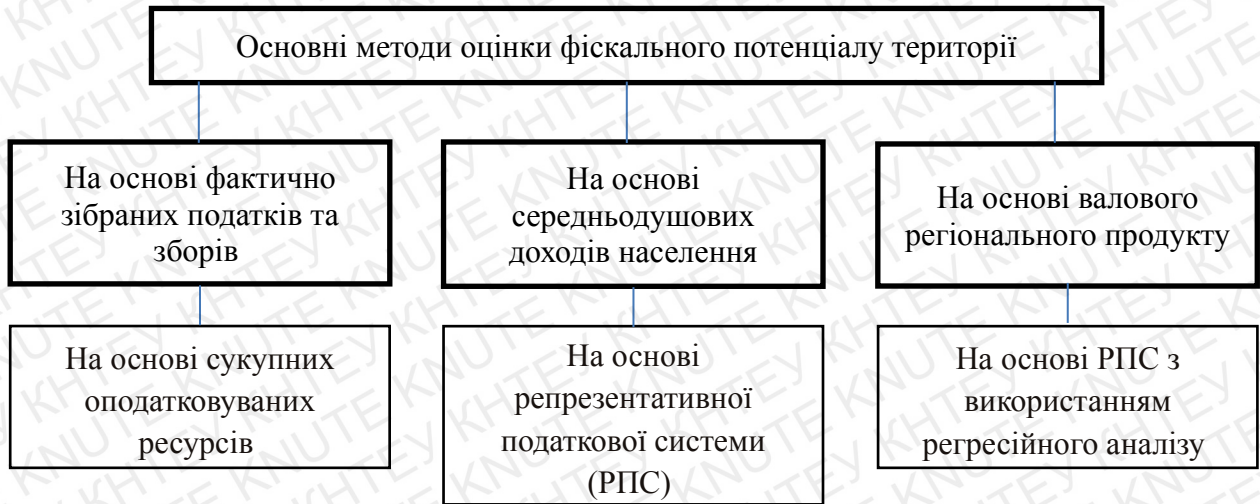 Основні методи оцінки фіскального потенціалу території
На основі фактично
зібраних податків та
зборів
На основі
середньодушових
доходів населення
На основі валового
регіонального продукту
На основі сукупних
оподатковуваних
ресурсів
На основі
репрезентативної
податкової системи
(РПС)
На основі РПС з
використанням
регресійного аналізу